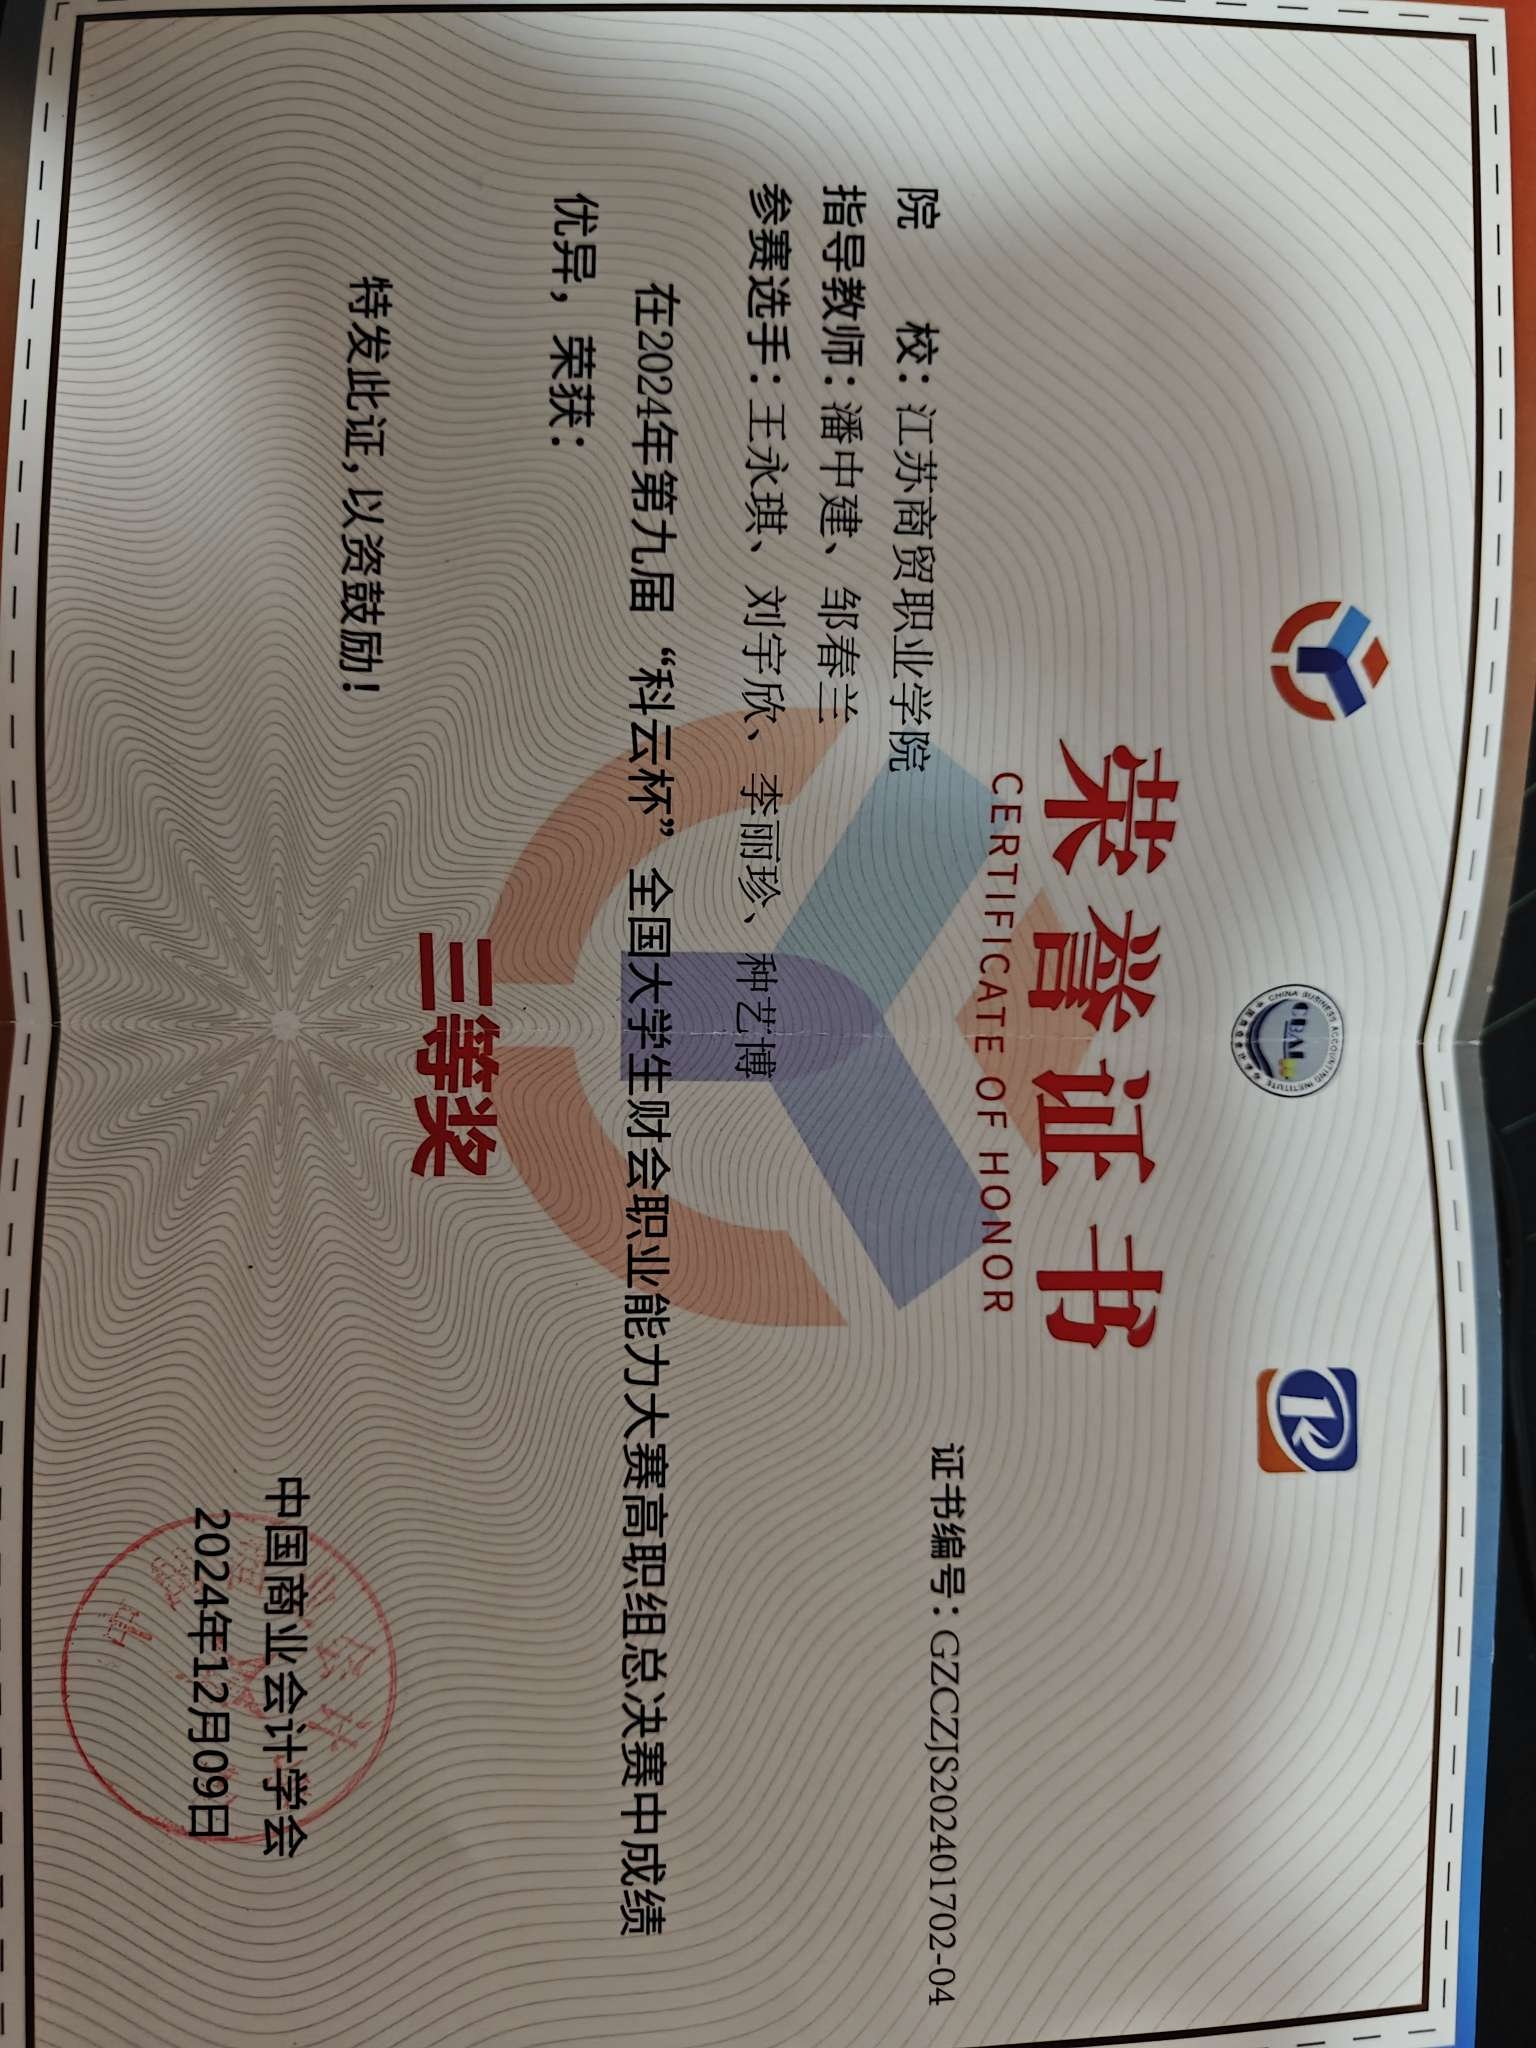 CHINA BUSINESS ACCOUNTING INSTITUTE
CBAI
荣誉证书
CERTIFICATE OF HONOR
证书编号：GZCZJS202401702-04
院 校：江苏商贸职业学院
指导教师：潘中建、邹春兰
参赛选手：王永琪、刘宇欣、李丽珍、种艺博
在2024年第九届“科云杯”全国大学生财会职业能力大赛高职组总决赛中成绩
优异，荣获：
三等奖
特发此证，以资鼓励！
中国商业会计学会
2024年12月09日